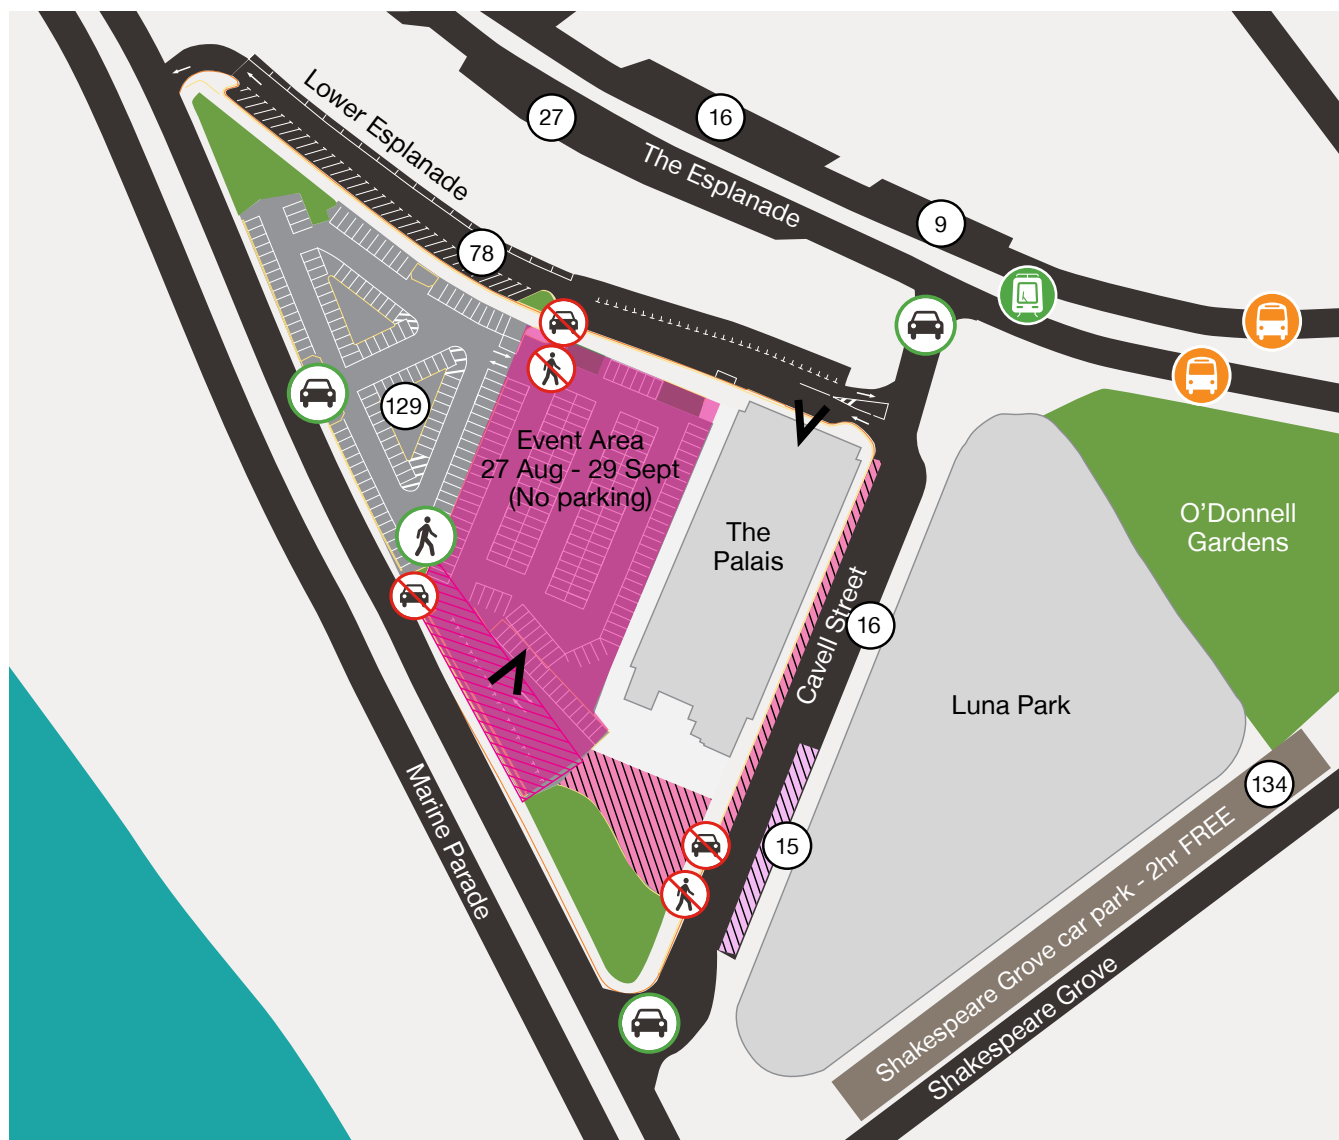 Lower Esplanade
27
16
The Esplanade
9
78
129
Event Area
27 Aug - 29 Sept
(No parking)
The
Palais
O'Donnell
Gardens
Cavell Street
16
Luna Park
Marine Parade
15
134
Shakespeare Grove car park - 2hr FREE
Shakespeare Grove